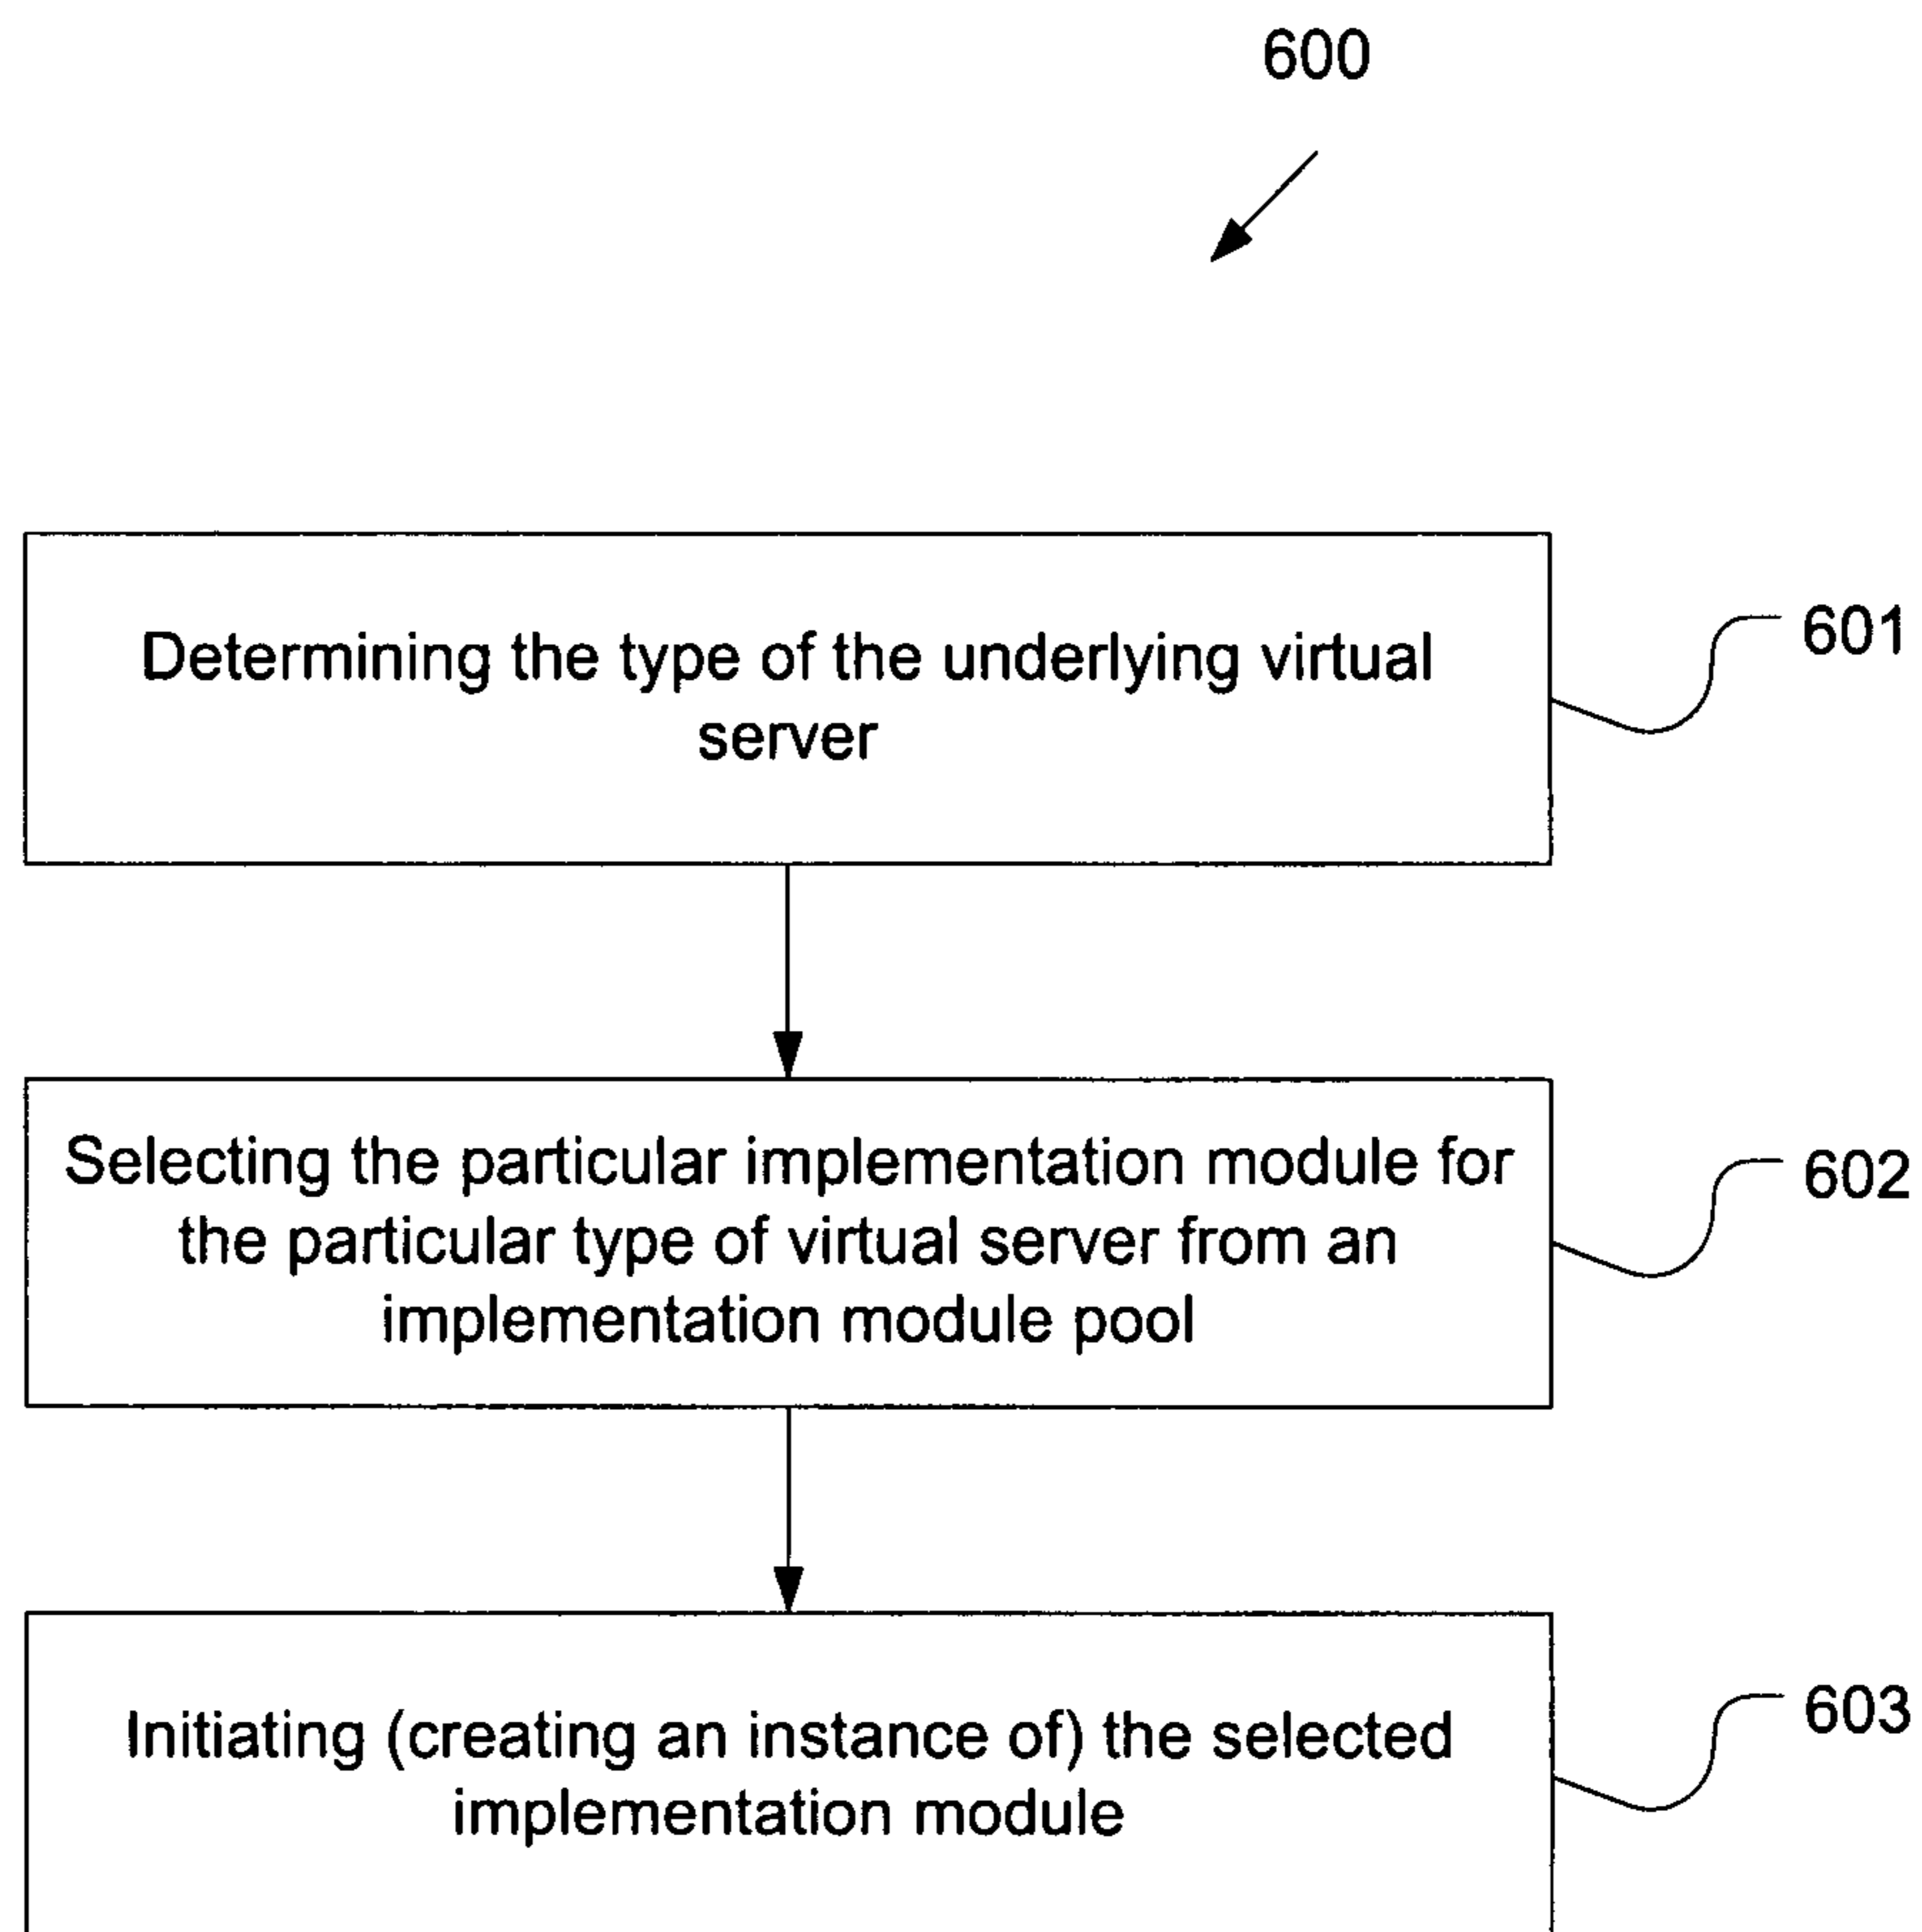 600
Determining the type of the underlying virtual
server
601
Selecting the particular implementation module for
the particular type of virtual server from an
implementation module pool
602
Initiating (creating an instance of) the selected
implementation module
603